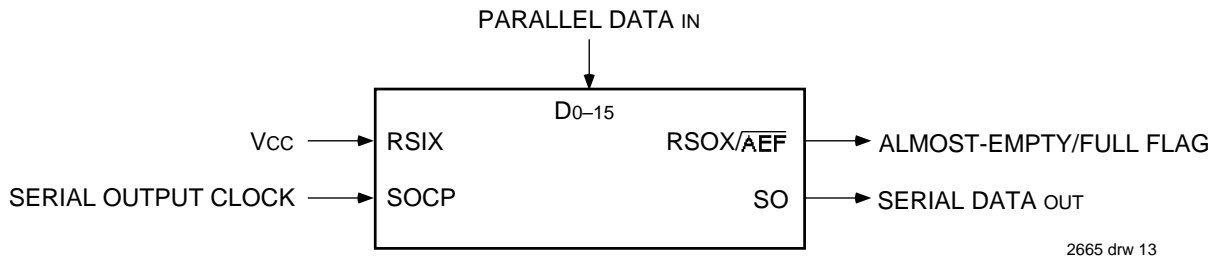 PARALLEL DATA IN
D0–15
VCC RSIX RSOX/AEF ALMOST-EMPTY/FULL FLAG
SERIAL OUTPUT CLOCK SOCP SO SERIAL DATA OUT
2665 drw 13